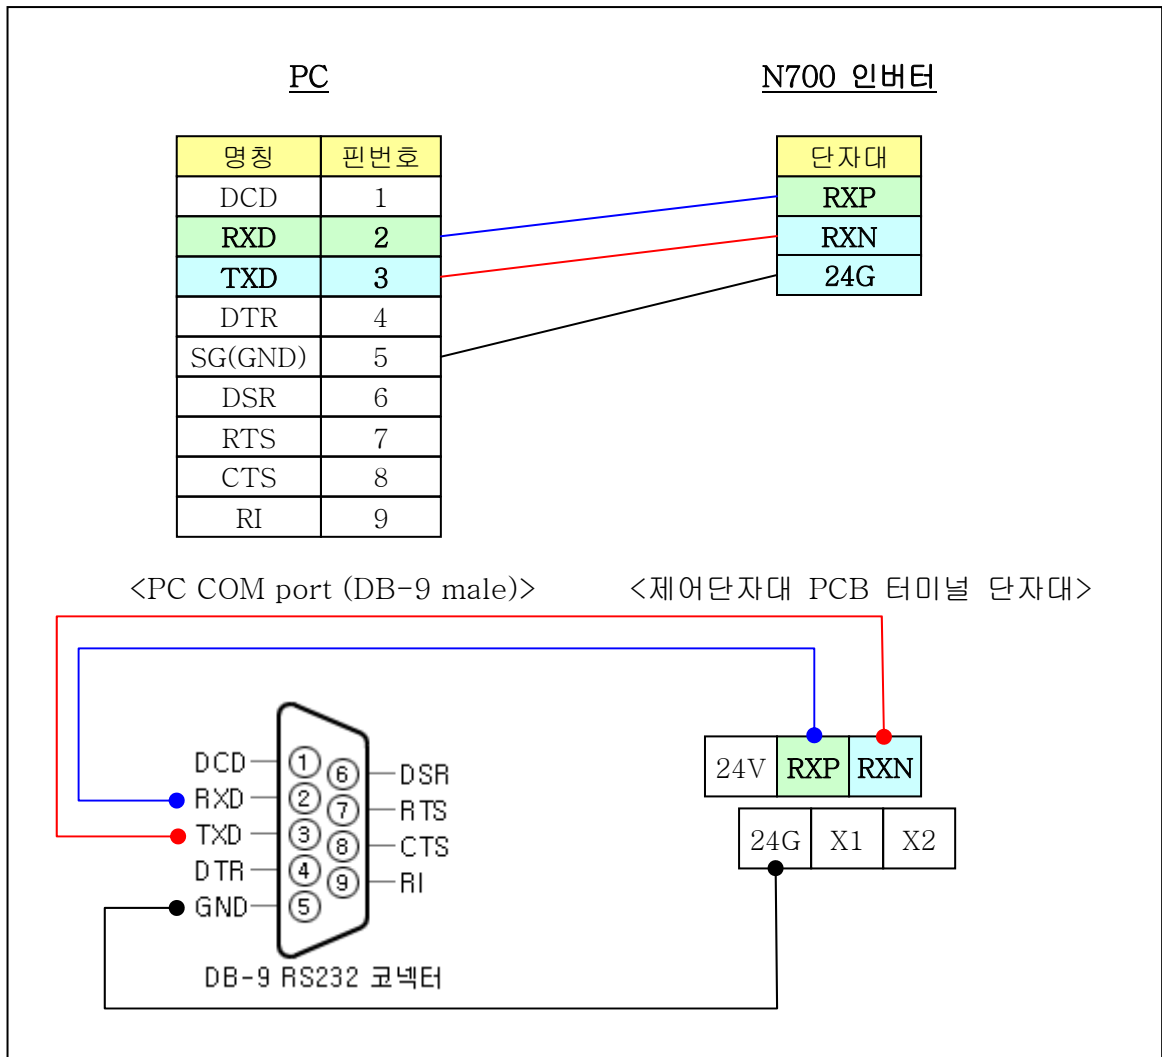 PC N700 인버터
명칭 핀번호 단자대
DCD 1 RXP
RXD 2 RXN
TXD 3 24G
DTR 4
SG(GND) 5
DSR 6
RTS 7
CTS 8
RI 9
<PC COM port (DB-9 male)> <제어단자대 PCB 터미널 단자대>
DCD 1 6 DSR
RXD 2 7 RTS
TXD 3 8 CTS
DTR 4 9 RI
GND 5
DB-9 RS232 코넥터
24V RXP RXN
24G X1 X2